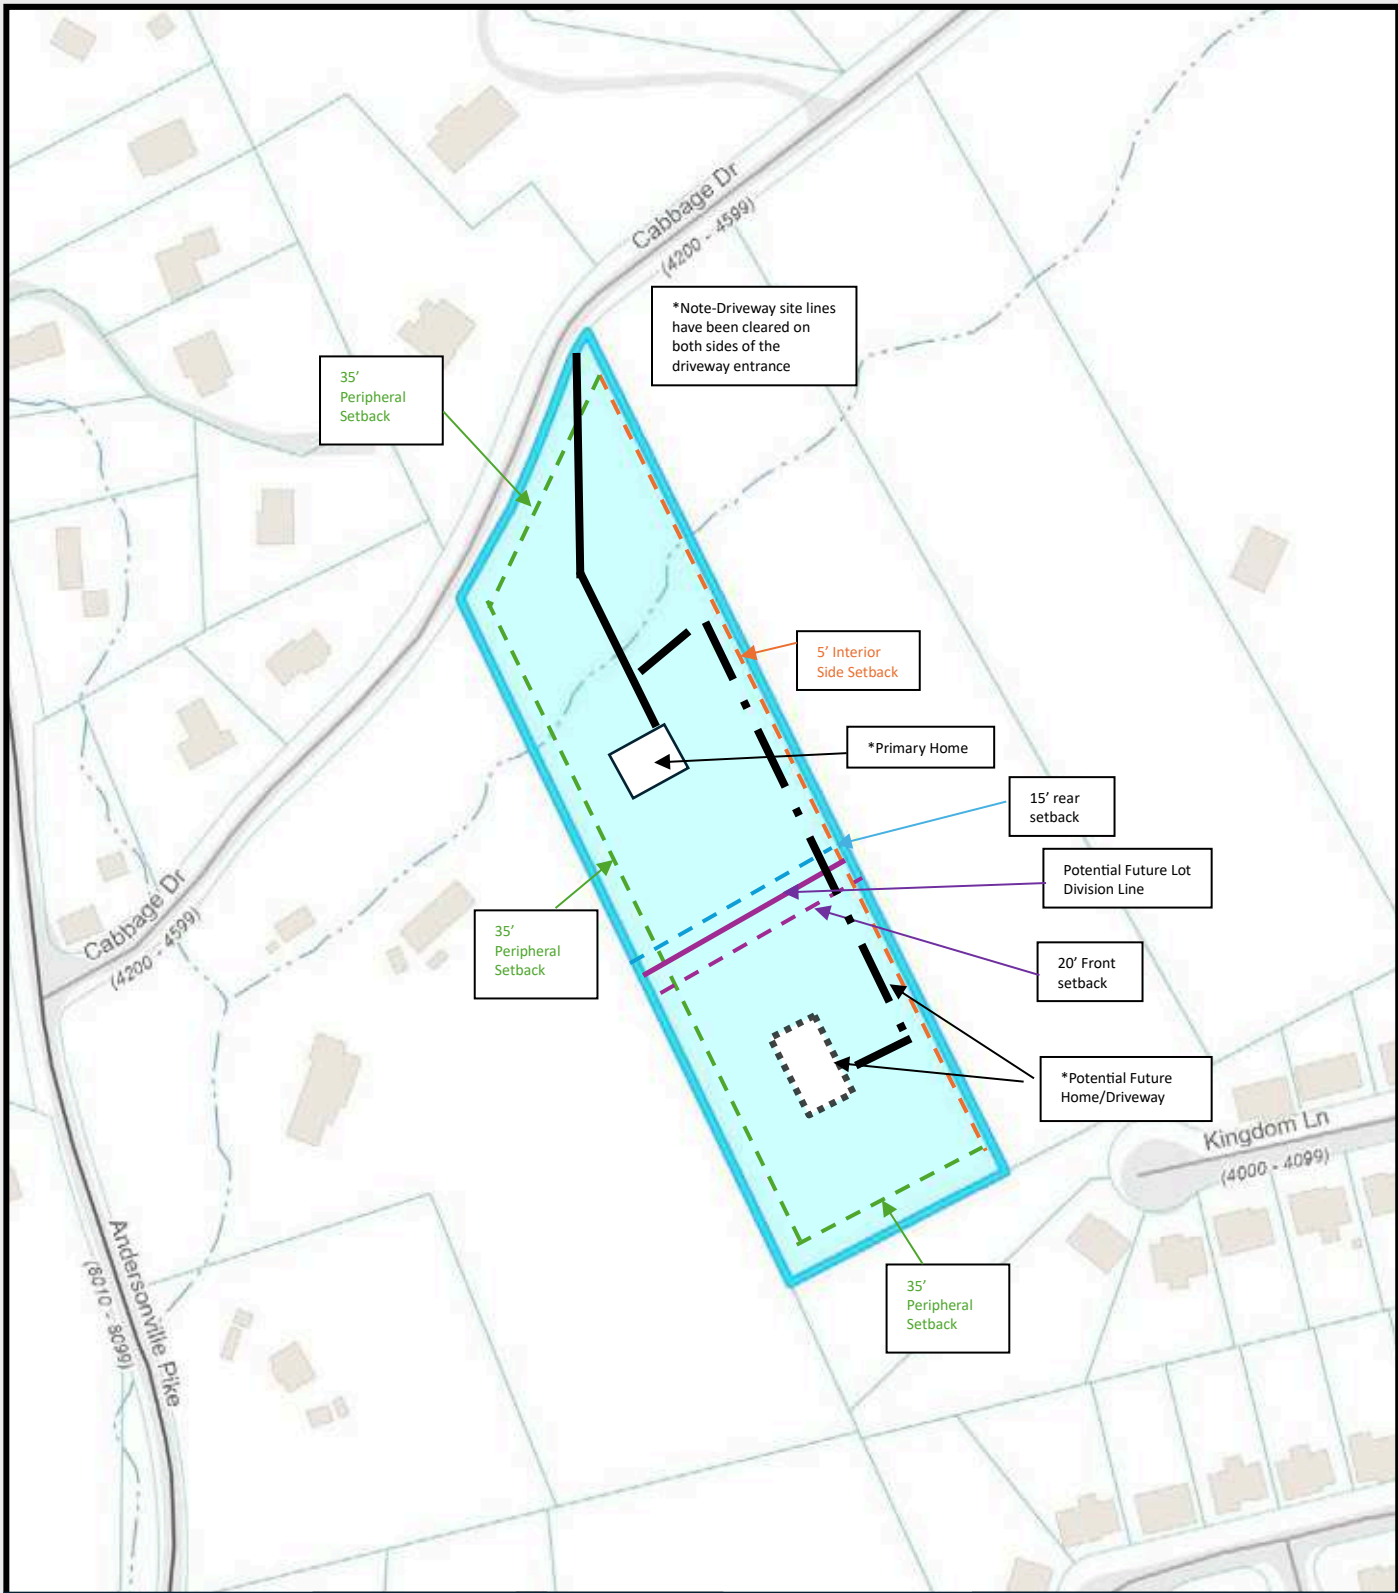 Cabbage Dr
(4200 - 4599)
*Note-Driveway site lines
have been cleared on
both sides of the
driveway entrance
35'
Peripheral
Setback
5' Interior
Side Setback
*Primary Home
15' rear
setback
Potential Future Lot
Division Line
Cabbage Dr
(4200 - 4599)
35'
Peripheral
Setback
20' Front
setback
*Potential Future
Home/Driveway
Kingdom Ln
(4000 - 4099)
Andersonville Pike
(8010 - 8099)
35'
Peripheral
Setback